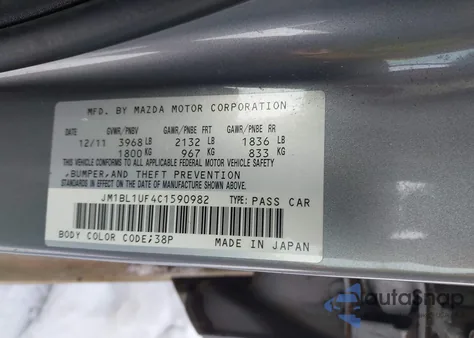 MFD. BY MAZDA MOTOR CORPORATION
DATE GVWR/PNBV GAWR/PNBE FRT GAWR/PNBE RR
12/11 3968 LB 2132 LB 1836 LB
1800 KG 967 KG 833 KG
THIS VEHICLE CONFORMS TO ALL APPLICABLE FEDERAL MOTOR VEHICLE SAFETY,
BUMPER, AND THEFT PREVENTION
STANDARDS IN EFFECT ON THE DATE OF MANUFACTURE SHOWN ABOVE.
JM1BL1UF4C1590982 TYPE: PASS CAR
BODY COLOR CODE;38P MADE IN JAPAN
AutaSnap